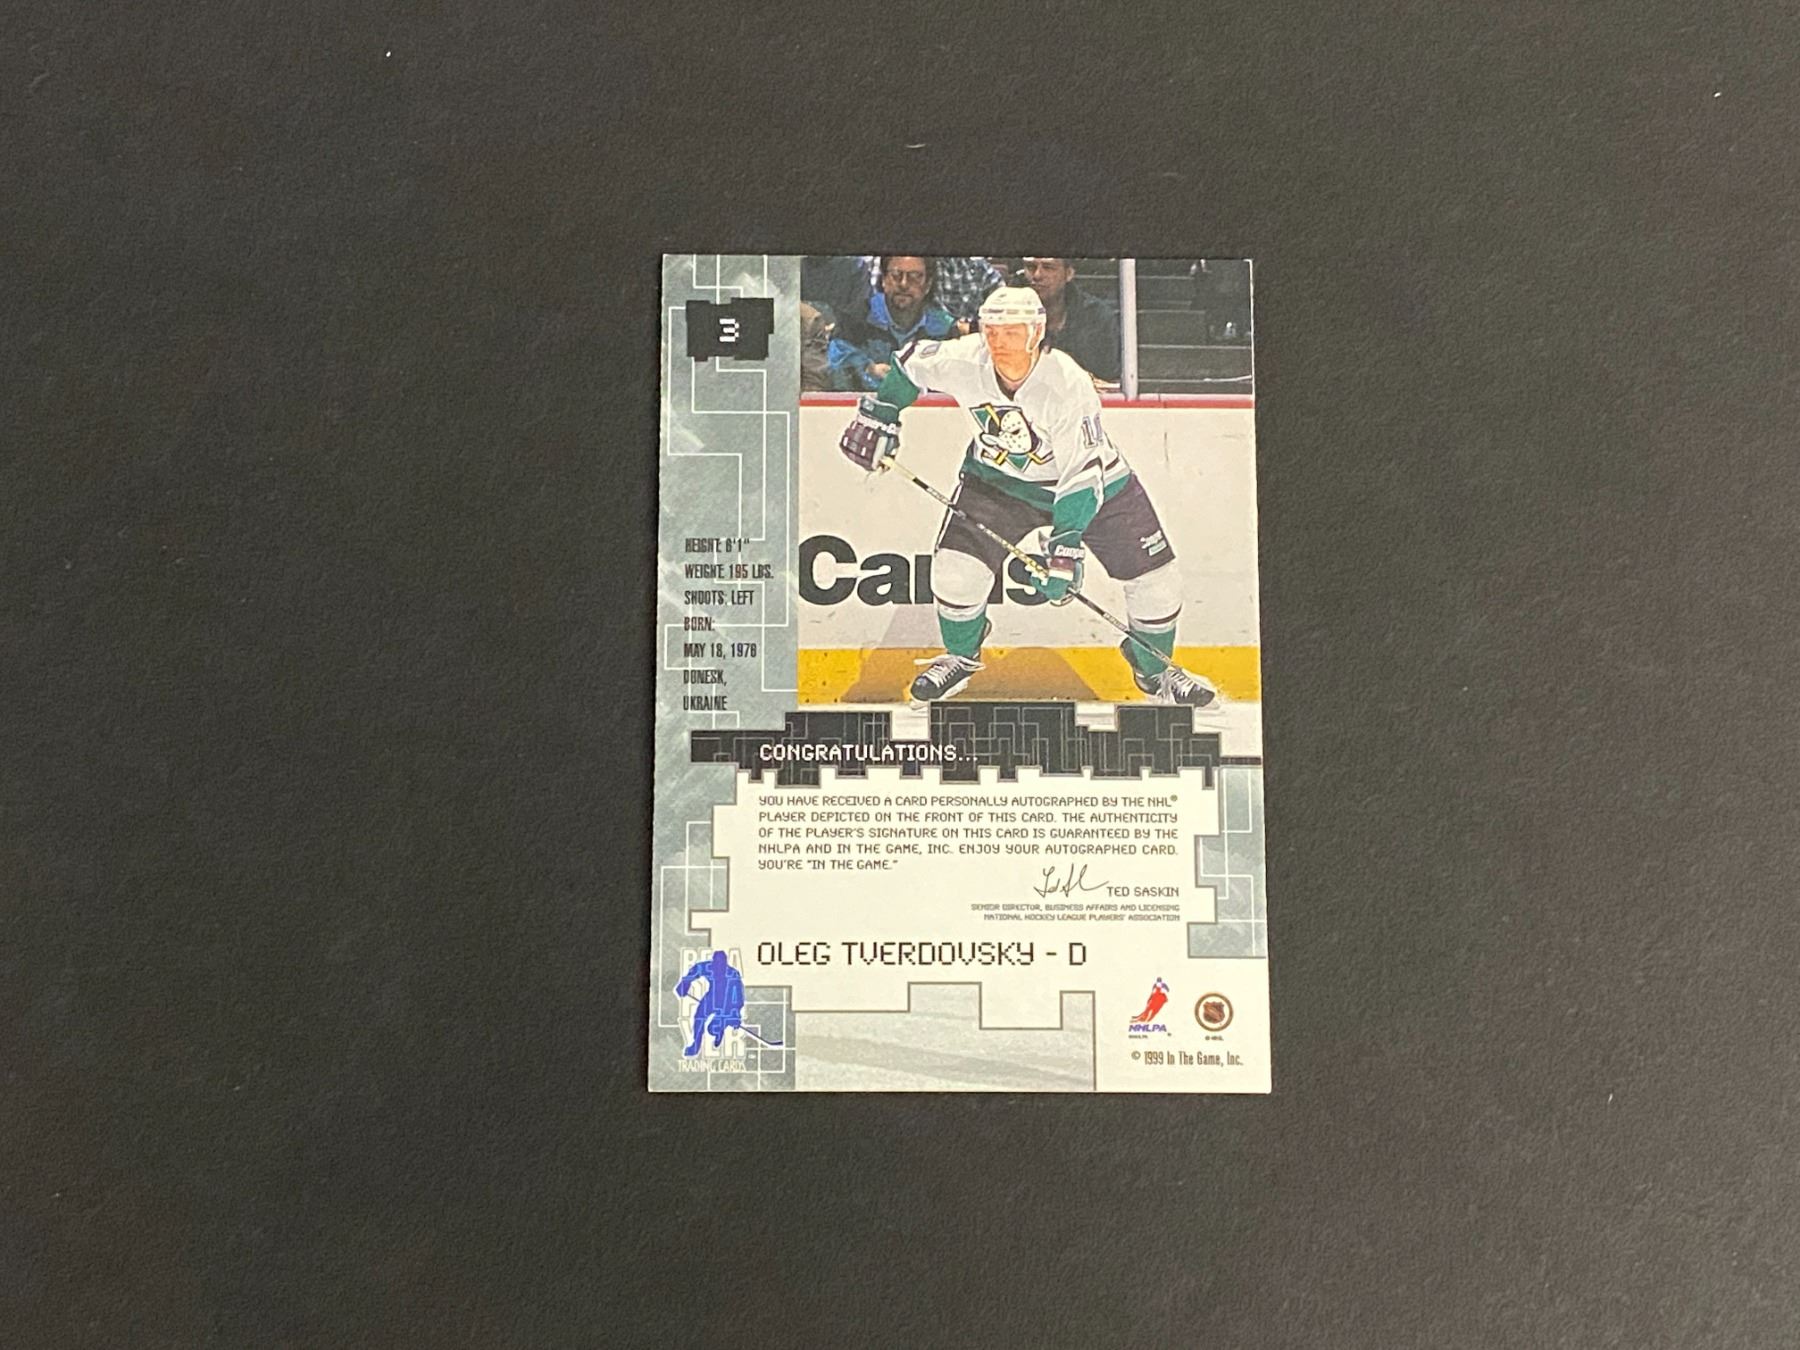 3
HEIGHT: 6'1"
WEIGHT: 195 LBS.
SHOOTS: LEFT
BORN:
MAY 18, 1976
DONESK,
UKRAINE
CONGRATULATIONS...
YOU HAVE RECEIVED A CARD PERSONALLY AUTOGRAPHED BY THE NHL®
PLAYER DEPICTED ON THE FRONT OF THIS CARD. THE AUTHENTICITY
OF THE PLAYER'S SIGNATURE ON THIS CARD IS GUARANTEED BY THE
NHLPA AND IN THE GAME, INC. ENJOY YOUR AUTOGRAPHED CARD.
YOU'RE "IN THE GAME."
TED SASKIN
SENIOR DIRECTOR, BUSINESS AFFAIRS AND LICENSING
NATIONAL HOCKEY LEAGUE PLAYERS' ASSOCIATION
OLEG TVERDOVSKY - D
BE A
PLA
YER
TRADING CARDS
NHLPA
© 1999 In The Game, Inc.